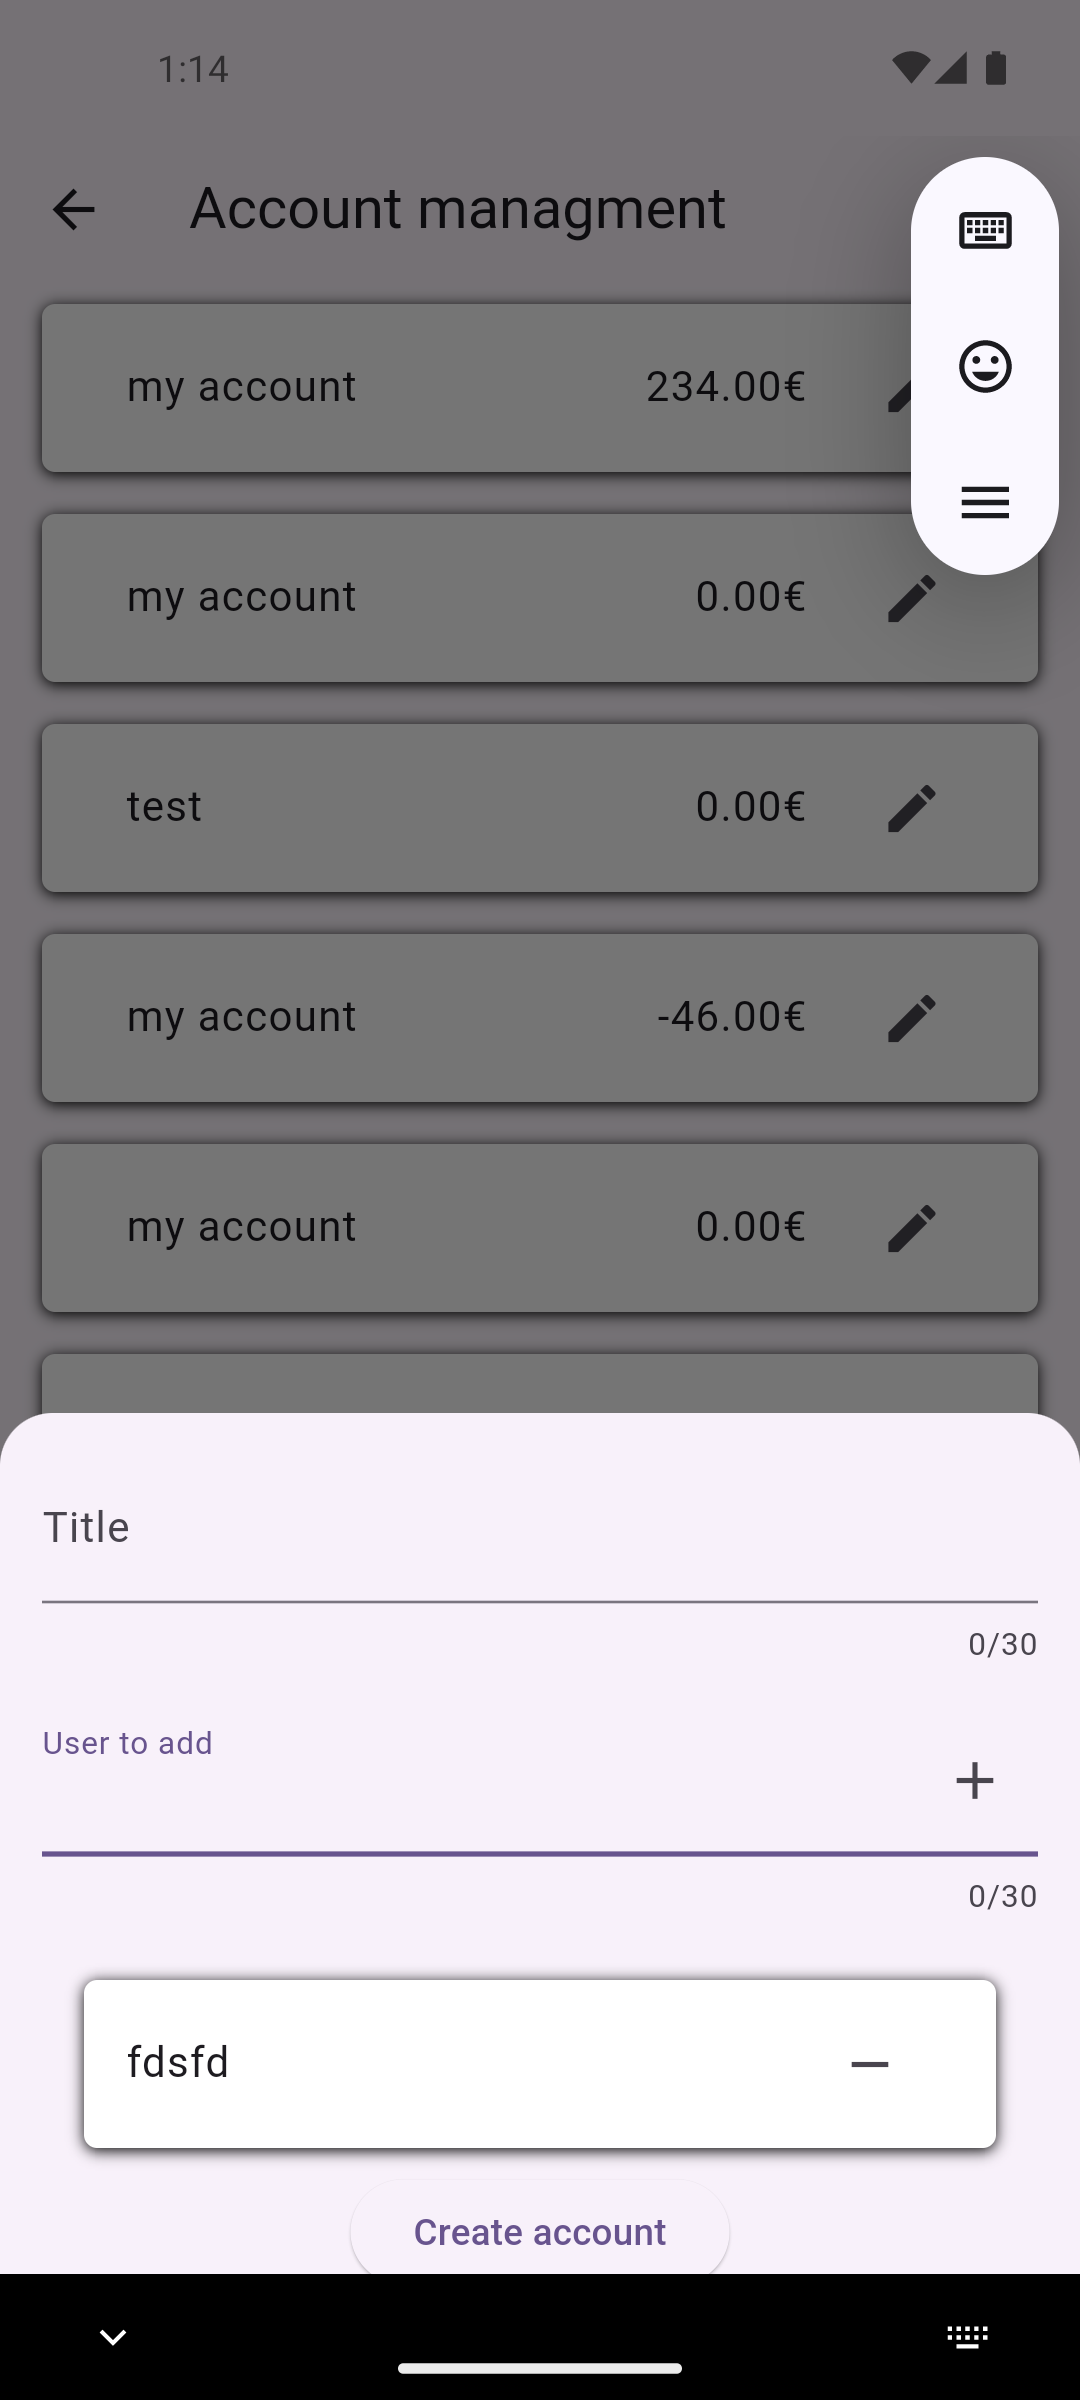 1:14
Account managment
my account 234.00€
my account 0.00€
test 0.00€
my account -46.00€
my account 0.00€
Title
0/30
User to add
0/30
fdsfd
Create account